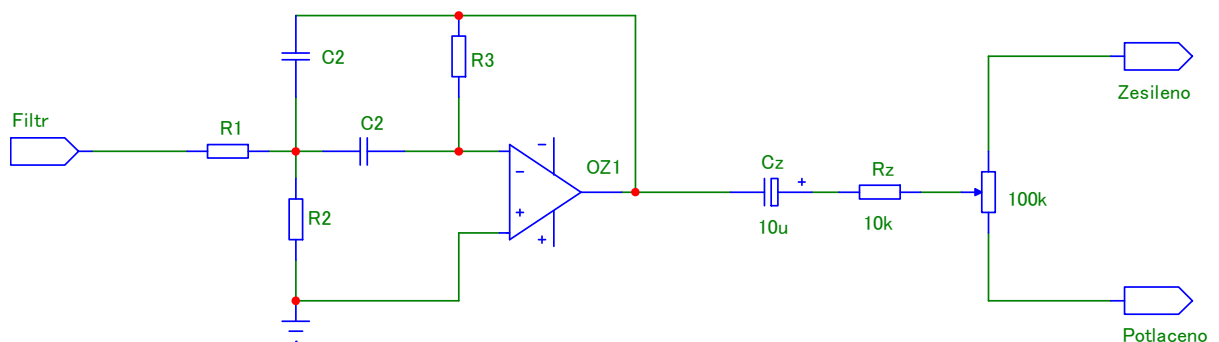 C2
R3
Zesileno
Filtr
R1
C2
OZ1
Cz
Rz
R2
100k
10u
10k
Potlaceno